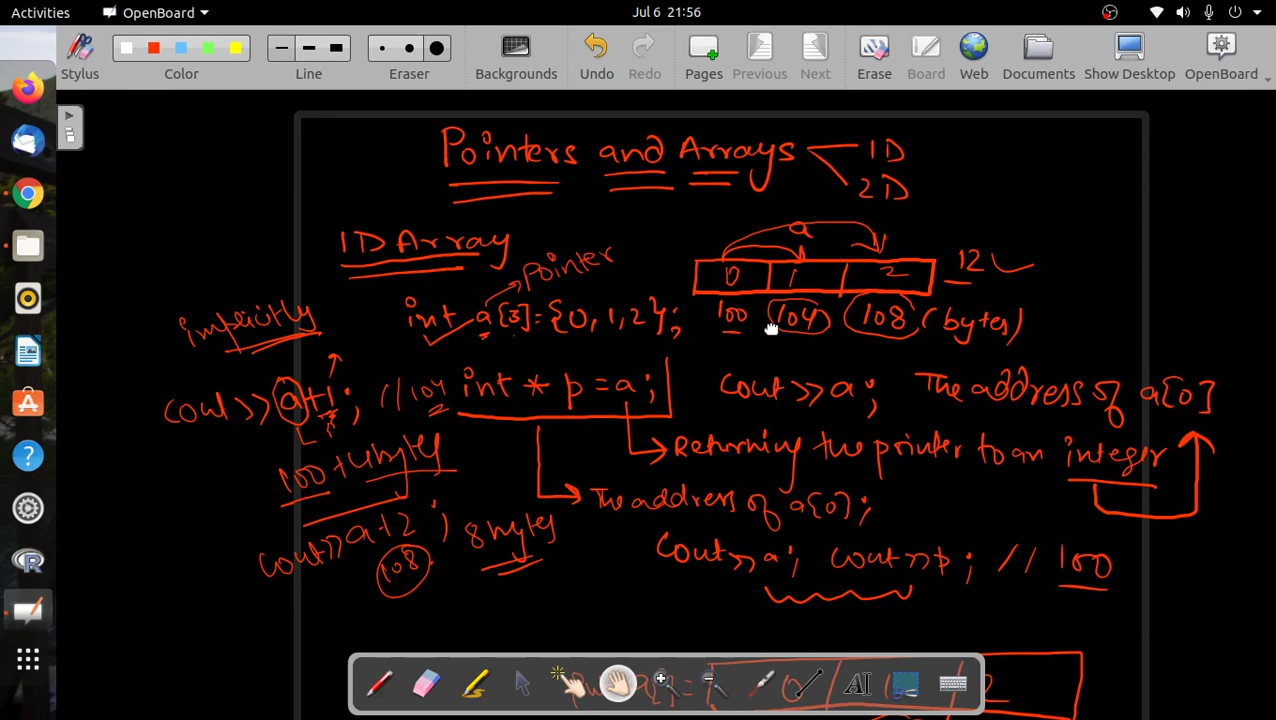 Activities OpenBoard Jul 6 21:56
Stylus Color Line Eraser Backgrounds Undo Redo Pages Previous Next Erase Board Web Documents Show Desktop OpenBoard
Pointers and Arrays 1D
2D
1D Array
a
Pointer
0 1 2 12
implicitly
int a[3]={0,1,2};
100 104 108 (bytes)
cout>>a+1; //104
int * p=a;
cout>>a; The address of a[0]
100+4bytes
Returning the pointer to an integer
The address of a[0];
cout>>a+2; 8 bytes
108
cout>>a; cout>>p; //100
AI